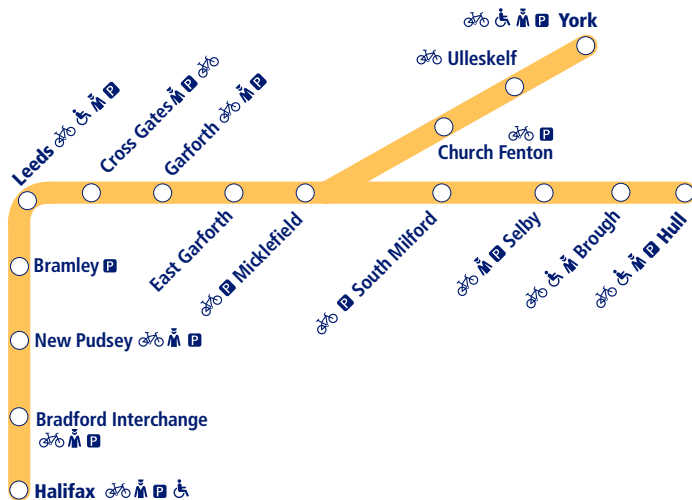 York
Ulleskelf
Church Fenton
Leeds
Cross Gates
Garforth
East Garforth
Micklefield
South Milford
Selby
Brough
Hull
Bramley
New Pudsey
Bradford Interchange
Halifax